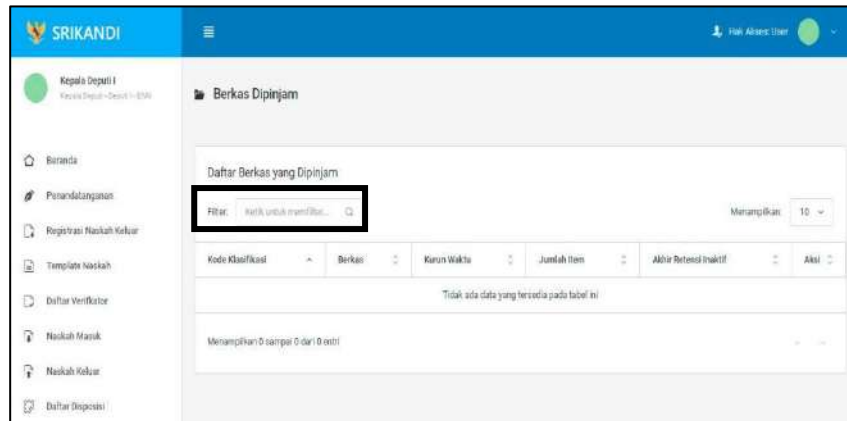 SRIKANDI
Hak Akses: User
Kepala Deputi I
Berkas Dipinjam
Beranda
Daftar Berkas yang Dipinjam
Penandatanganan
Filter: Ketik untuk memfilter...
Menampilkan: 10
Registrasi Naskah Keluar
Kode Klasifikasi Berkas Kurun Waktu Jumlah Item Akhir Retensi Inaktif Aksi
Template Naskah
Tidak ada data yang tersedia pada tabel ini
Daftar Verifikator
Naskah Masuk
Menampilkan 0 sampai 0 dari 0 entri
Naskah Keluar
Daftar Disposisi